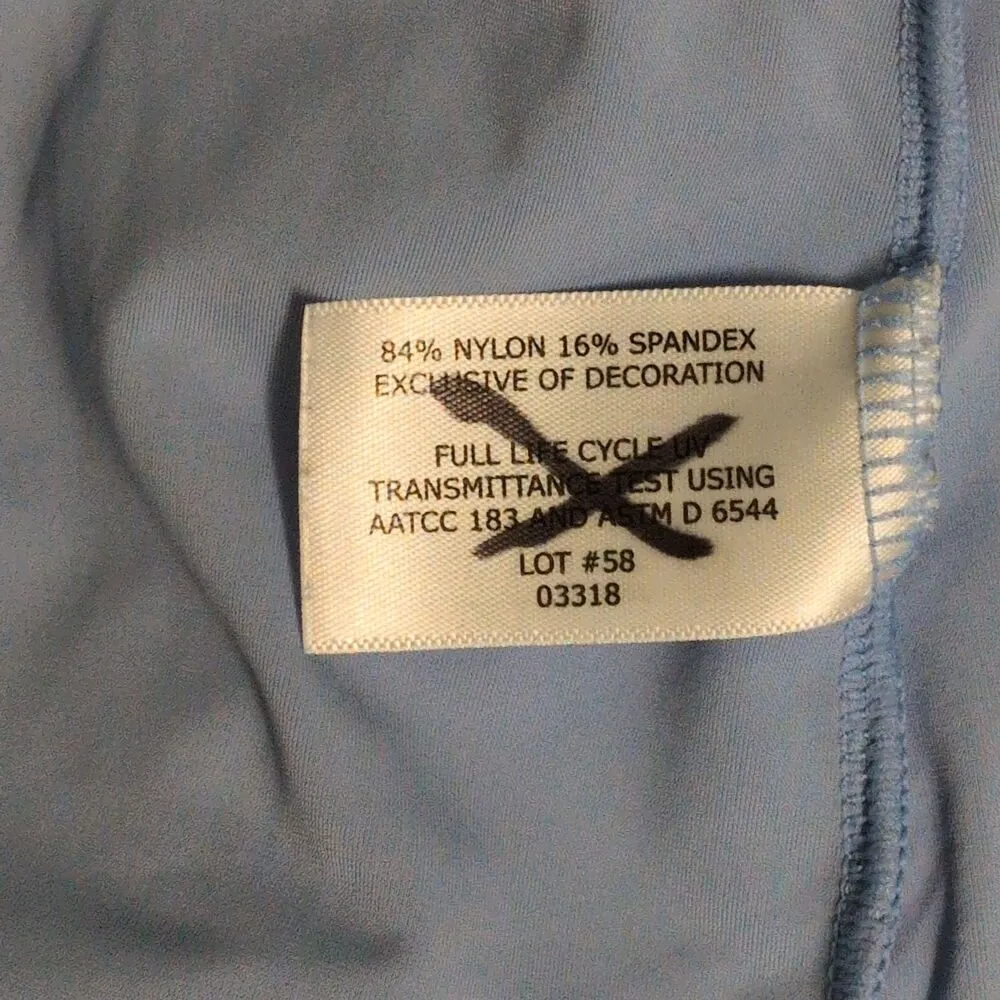 84% NYLON 16% SPANDEX
EXCLUSIVE OF DECORATION
FULL LIFE CYCLE UV
TRANSMITTANCE TEST USING
AATCC 183 AND ASTM D 6544
LOT #58
03318